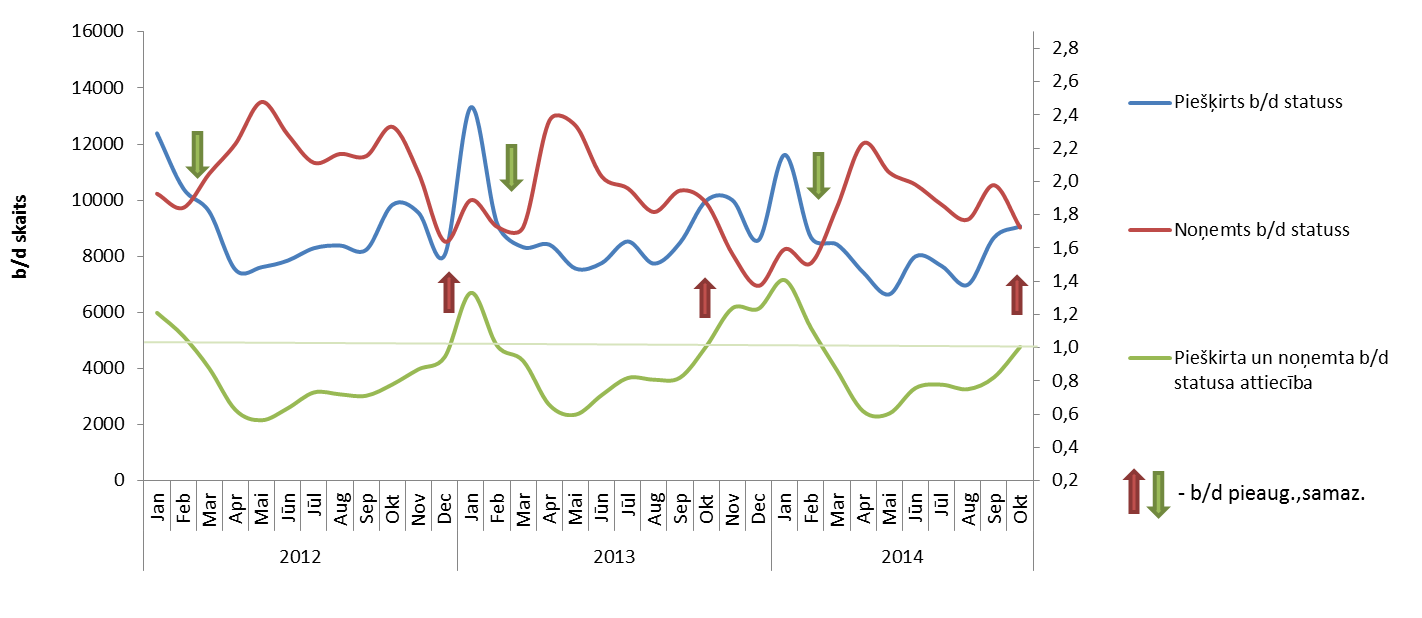 b/d skaits
16000
14000
12000
10000
8000
6000
4000
2000
0
2,8
2,6
2,4
2,2
2,0
1,8
1,6
1,4
1,2
1,0
0,8
0,6
0,4
0,2
Jan Feb Mar Apr Mai Jūn Jūl Aug Sep Okt Nov Dec Jan Feb Mar Apr Mai Jūn Jūl Aug Sep Okt Nov Dec Jan Feb Mar Apr Mai Jūn Jūl Aug Sep Okt
2012 2013 2014
Piešķirts b/d statuss
Noņemts b/d statuss
Piešķirta un noņemta b/d
statusa attiecība
- b/d pieaug.,samaz.